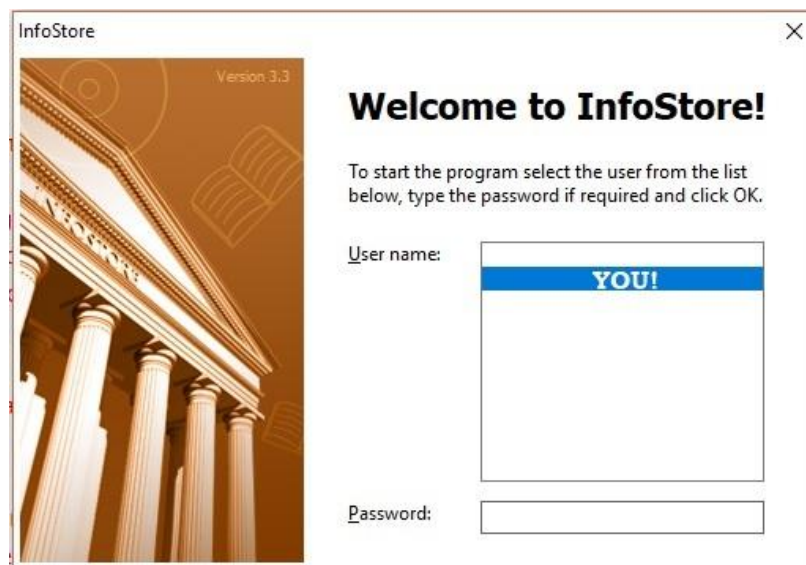 InfoStore
Version 3.3
Welcome to InfoStore!
To start the program select the user from the list
below, type the password if required and click OK.
User name:
YOU!
Password:
INFOSTORE